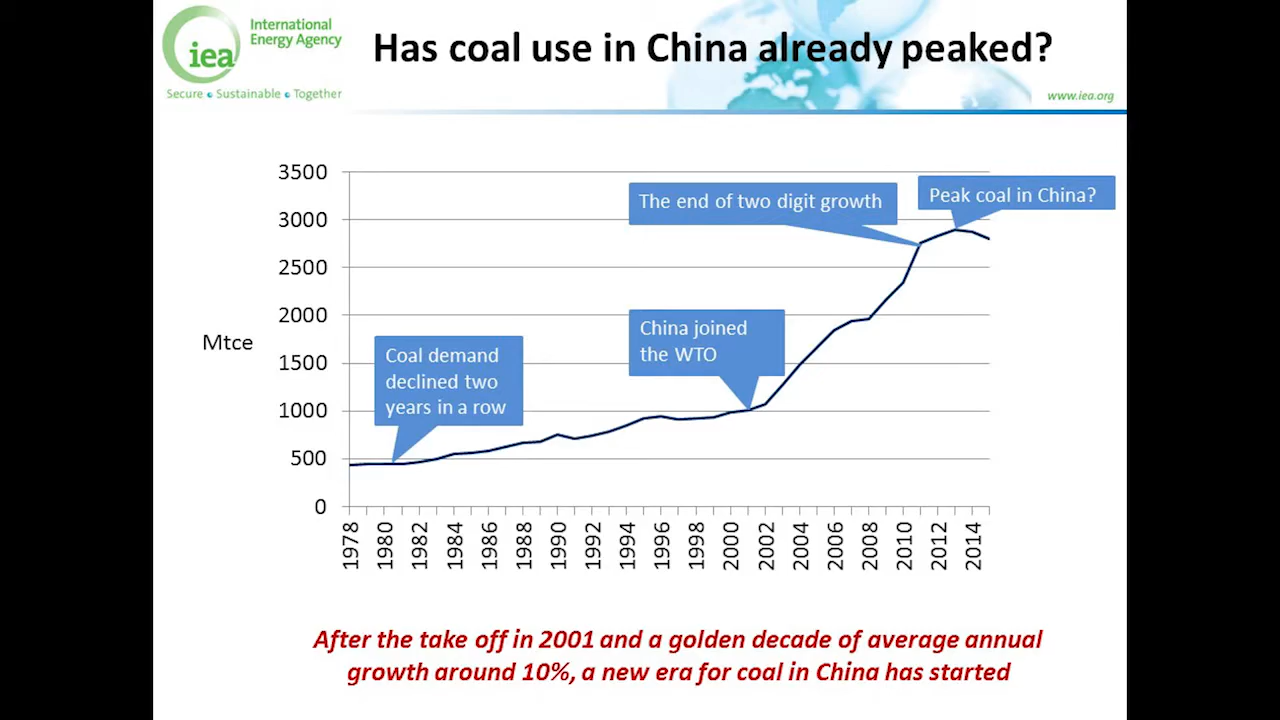 International
Energy Agency
iea
Secure • Sustainable • Together
Has coal use in China already peaked?
www.iea.org
3500
3000
2500
2000
1500
1000
500
0
Mtce
Coal demand
declined two
years in a row
China joined
the WTO
The end of two digit growth
Peak coal in China?
1978
1980
1982
1984
1986
1988
1990
1992
1994
1996
1998
2000
2002
2004
2006
2008
2010
2012
2014
After the take off in 2001 and a golden decade of average annual
growth around 10%, a new era for coal in China has started